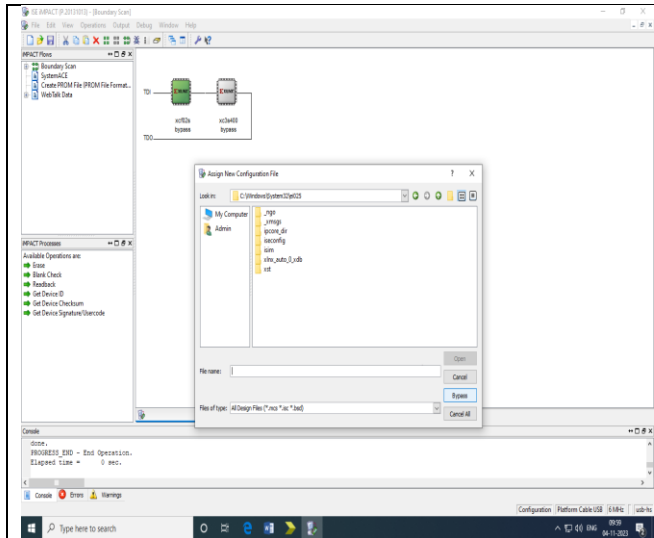 ISE iMPACT (P.20131013) - [Boundary Scan]
File Edit View Operations Output Debug Window Help
iMPACT Flows
Boundary Scan
SystemACE
Create PROM File (PROM File Format...
WebTalk Data
TDI
TDO
xcf02s
bypass
xc3s400
bypass
Assign New Configuration File
Look in:
My Computer
Admin
_ngo
_xmsgs
ipcore_dir
iseconfig
isim
xlnx_auto_0_xdb
xst
File name:
Files of type: All Design Files (*.mcs *.isc *.bsd)
Open
Cancel
Bypass
Cancel All
iMPACT Processes
Available Operations are:
Erase
Blank Check
Readback
Get Device ID
Get Device Checksum
Get Device Signature/Usercode
Console
done.
PROGRESS_END - End Operation.
Elapsed time = 0 sec.
Console Errors Warnings
Configuration Platform Cable USB 6 MHz usb-hs
Type here to search
ENG
09:59
04-11-2023